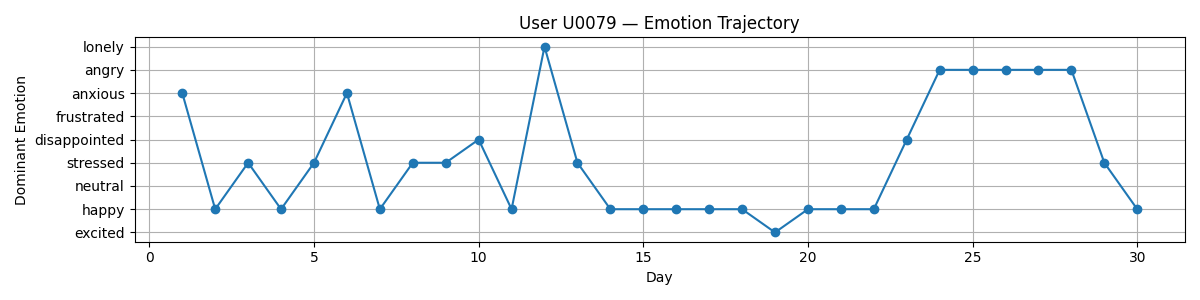 User U0079 — Emotion Trajectory
Dominant Emotion
lonely
angry
anxious
frustrated
disappointed
stressed
neutral
happy
excited
0 5 10 15 20 25 30
Day